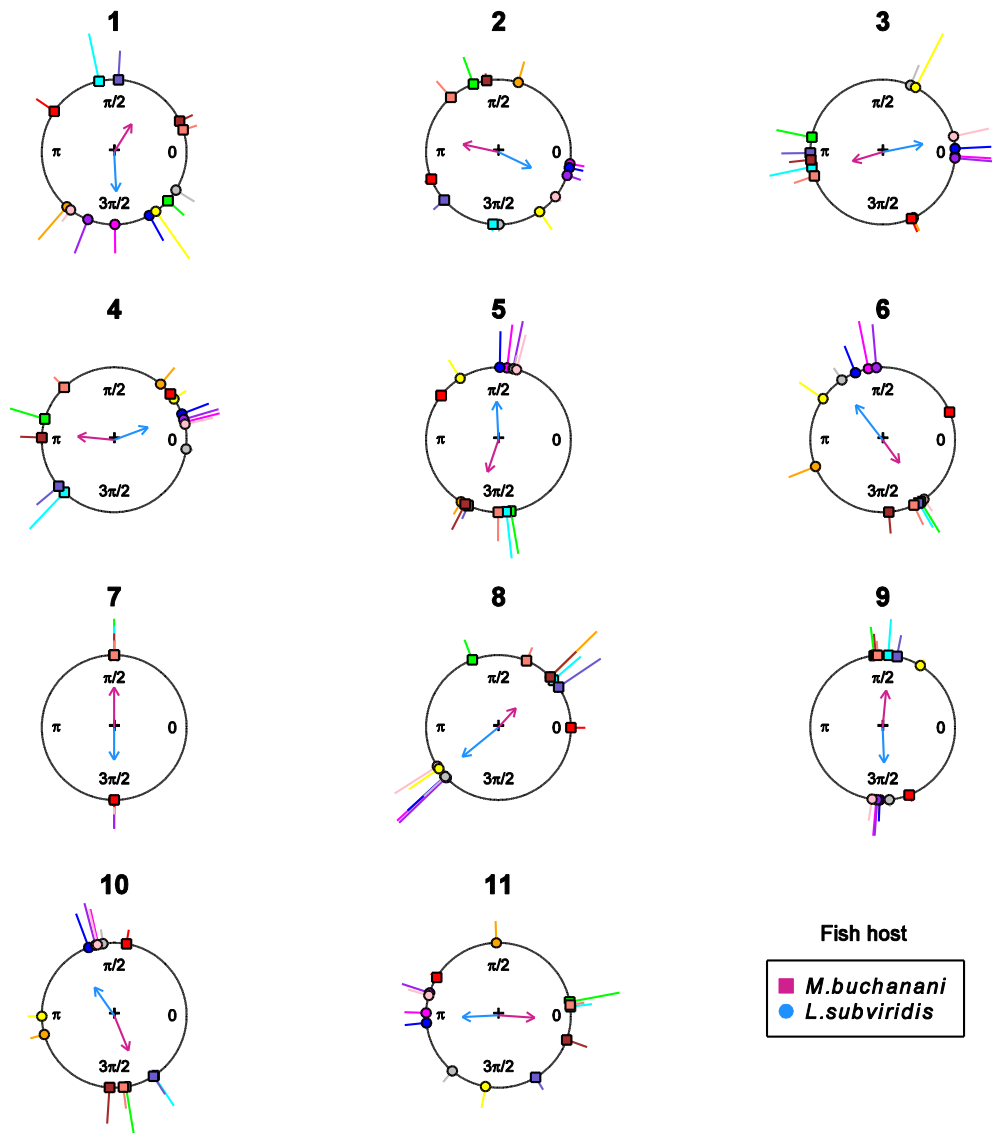 1 2 3
π/2 π/2 π/2
π 0 π 0 π 0
3π/2 3π/2 3π/2
4 5 6
π/2 π/2 π/2
π 0 π 0 π 0
3π/2 3π/2 3π/2
7 8 9
π/2 π/2 π/2
π 0 π 0 π 0
3π/2 3π/2 3π/2
10 11
π/2 π/2
π 0 π 0
3π/2 3π/2
Fish host
M.buchanani
L.subviridis